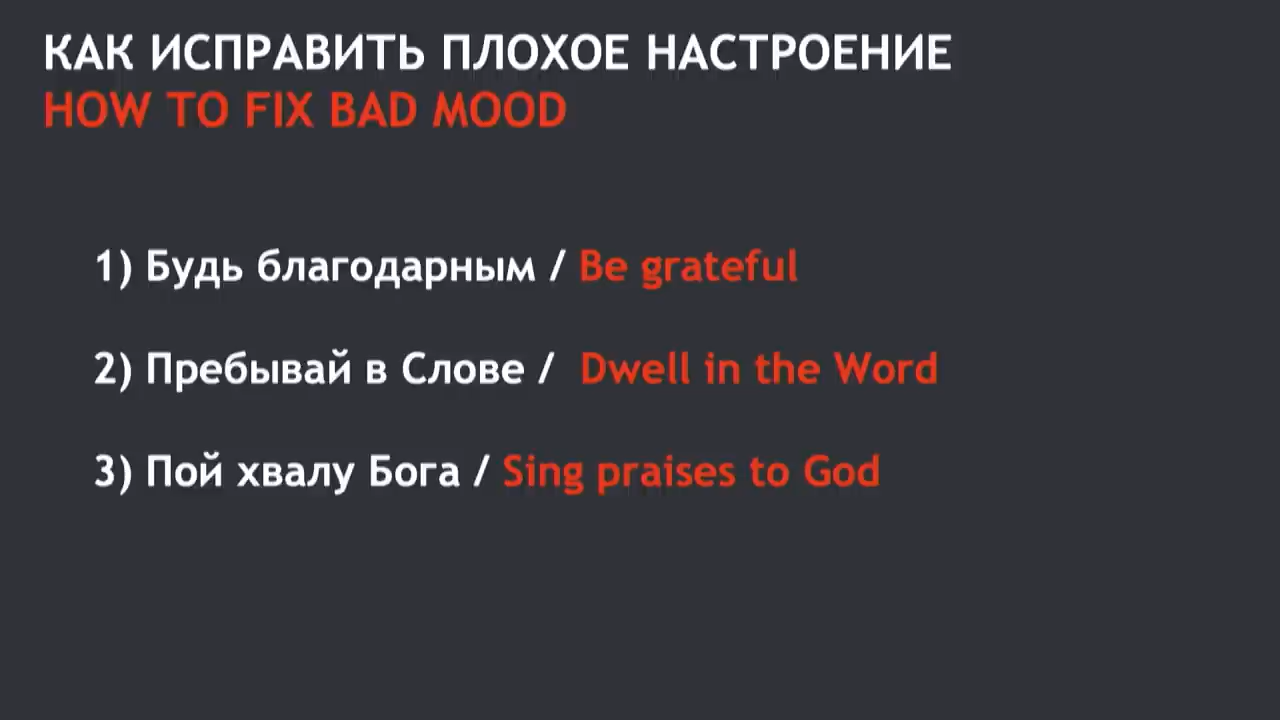 КАК ИСПРАВИТЬ ПЛОХОЕ НАСТРОЕНИЕ
HOW TO FIX BAD MOOD
1) Будь благодарным / Be grateful
2) Пребывай в Слове / Dwell in the Word
3) Пой хвалу Бога / Sing praises to God